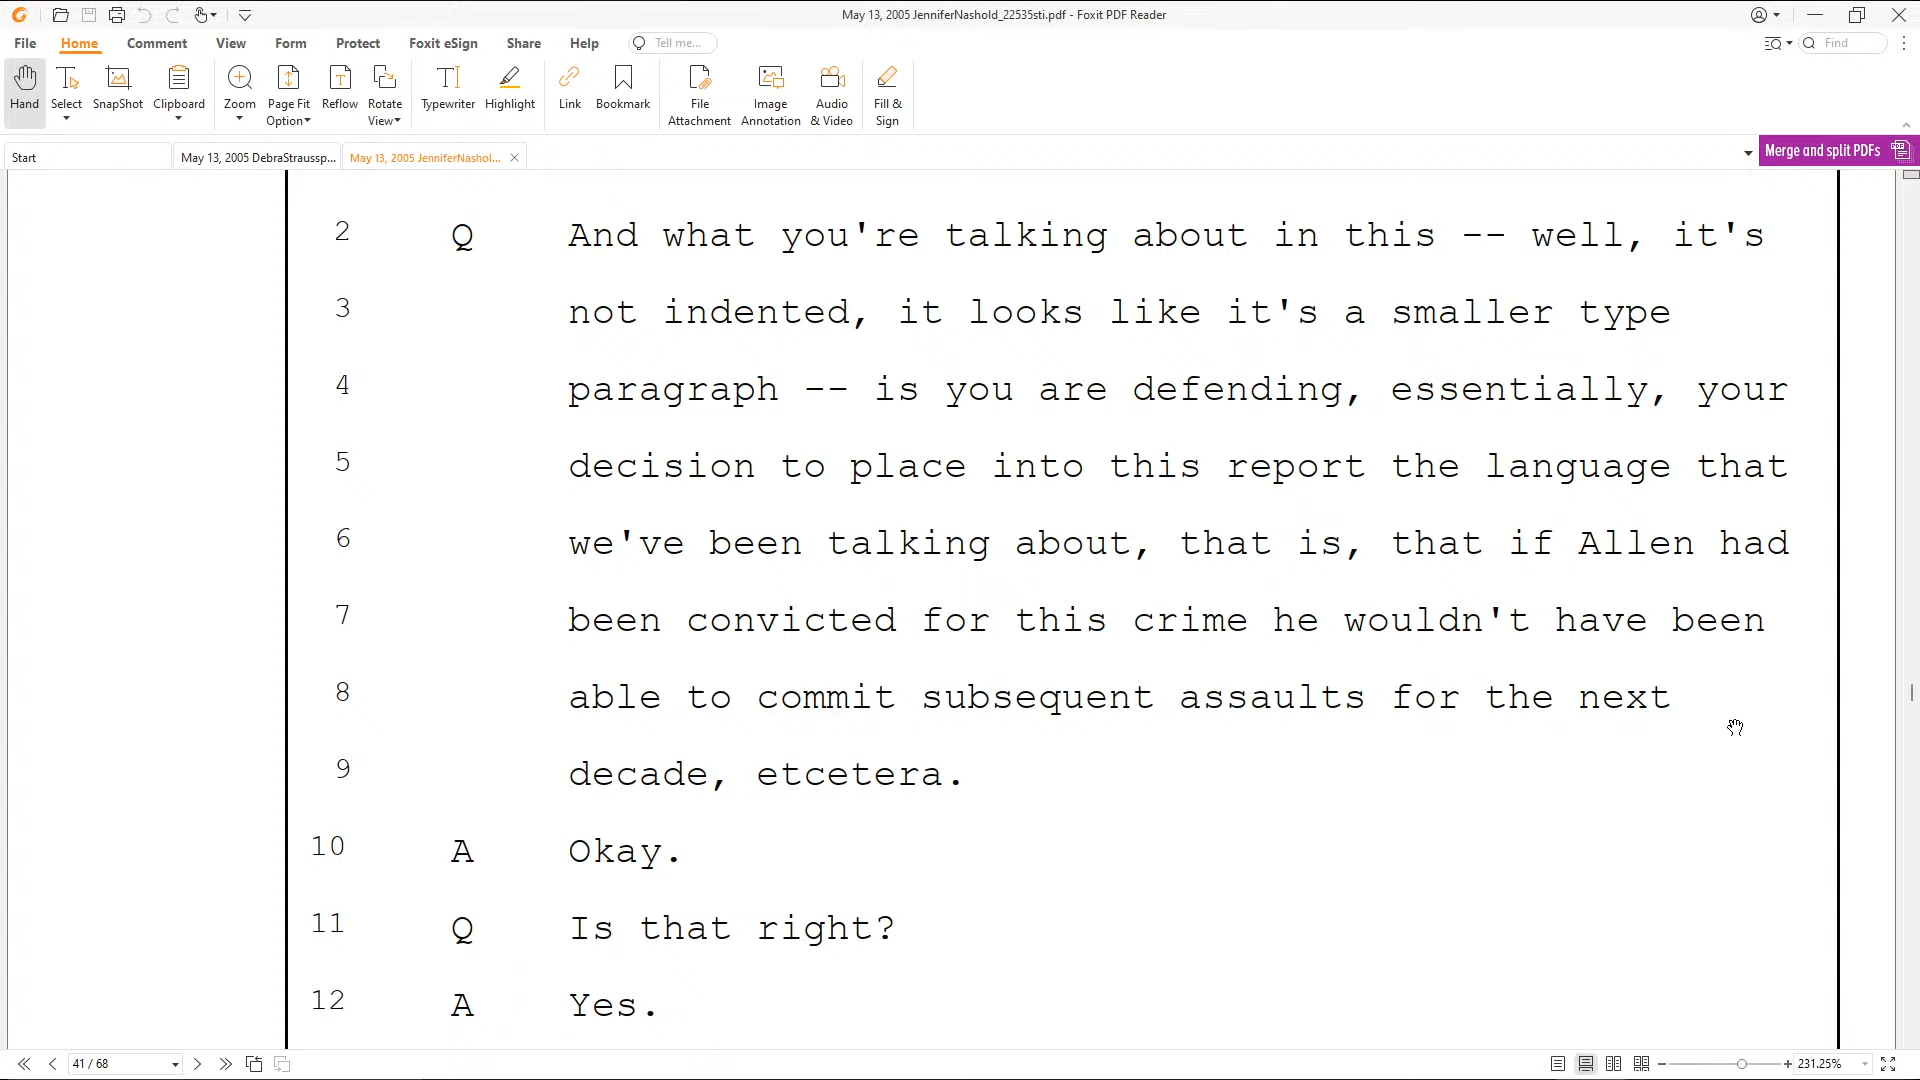 May 13, 2005 JenniferNashold_22535sti.pdf - Foxit PDF Reader
File Home Comment View Form Protect Foxit eSign Share Help Tell me... Find
Hand Select SnapShot Clipboard Zoom Page Fit Option Reflow Rotate View Typewriter Highlight Link Bookmark File Attachment Image Annotation Audio & Video Fill & Sign
Start May 13, 2005 DebraStraussp... May 13, 2005 JenniferNashol... Merge and split PDFs
2 Q And what you're talking about in this -- well, it's
3 not indented, it looks like it's a smaller type
4 paragraph -- is you are defending, essentially, your
5 decision to place into this report the language that
6 we've been talking about, that is, that if Allen had
7 been convicted for this crime he wouldn't have been
8 able to commit subsequent assaults for the next
9 decade, etcetera.
10 A Okay.
11 Q Is that right?
12 A Yes.
41 / 68 231.25%